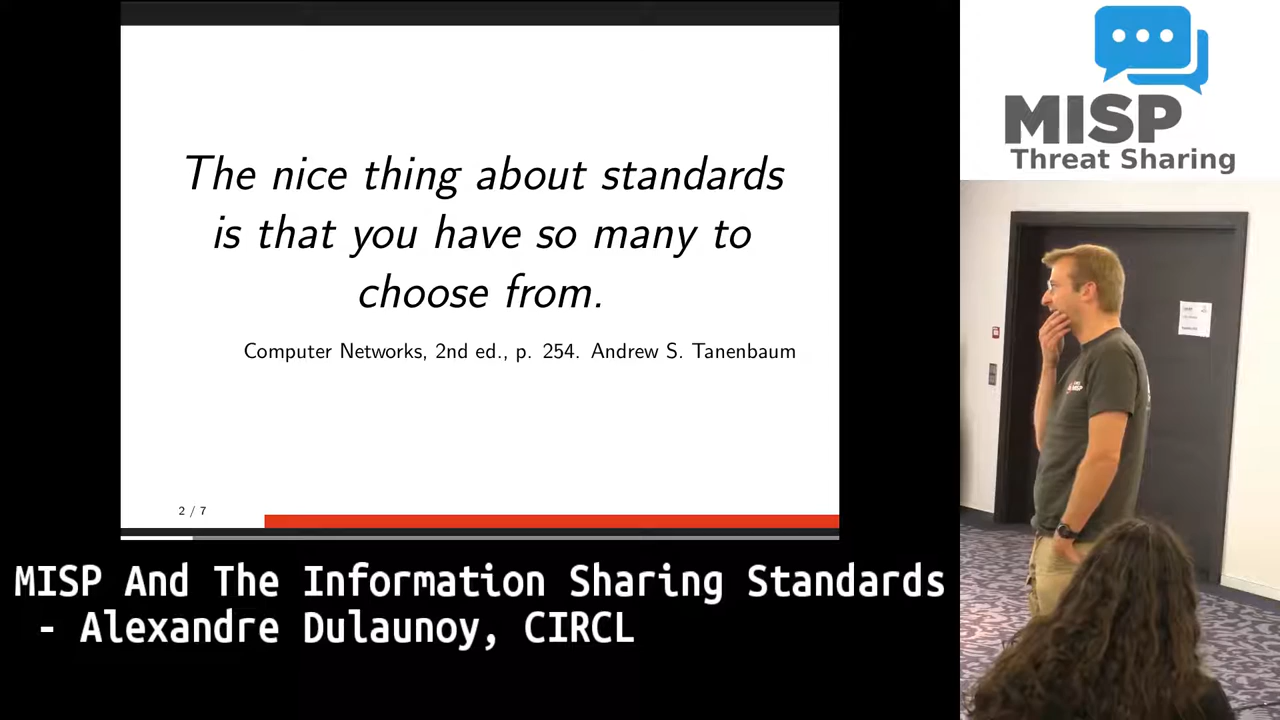 The nice thing about standards
is that you have so many to
choose from.
Computer Networks, 2nd ed., p. 254. Andrew S. Tanenbaum
2 / 7
MISP And The Information Sharing Standards
- Alexandre Dulaunoy, CIRCL
MISP
Threat Sharing
MISP